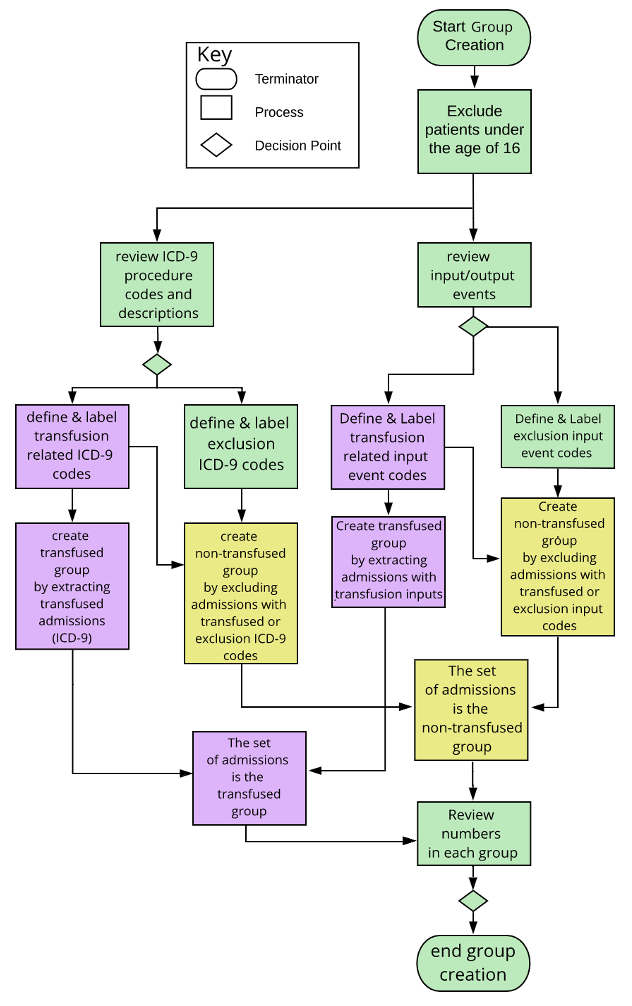 Start Group
Creation
Key
Terminator
Process
Decision Point
Exclude
patients under
the age of 16
review ICD-9
procedure
codes and
descriptions
review
input/output
events
define & label
transfusion
related ICD-9
codes
define & label
exclusion
ICD-9 codes
Define & Label
transfusion
related input
event codes
Define & Label
exclusion input
event codes
create
transfused
group
by extracting
transfused
admissions
(ICD-9)
create
non-transfused
group
by excluding
admissions with
transfused or
exclusion ICD-9
codes
Create transfused
group
by extracting
admissions with
transfusion inputs
Create
non-transfused
group
by excluding
admissions with
transfused or
exclusion input
codes
The set
of admissions
is the
non-transfused
group
The set
of admissions
is the
transfused
group
Review
numbers
in each group
end group
creation